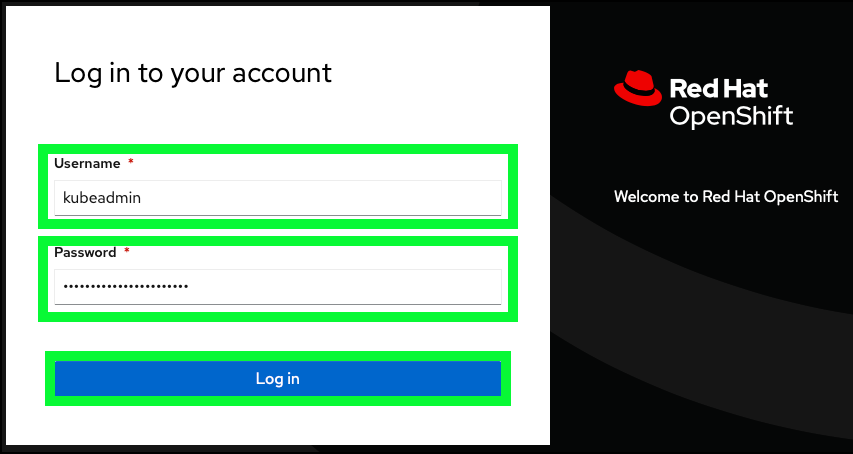 Log in to your account
Username *
kubeadmin
Password *
•••••••••••••••••••••••
Log in
Red Hat
OpenShift
Welcome to Red Hat OpenShift